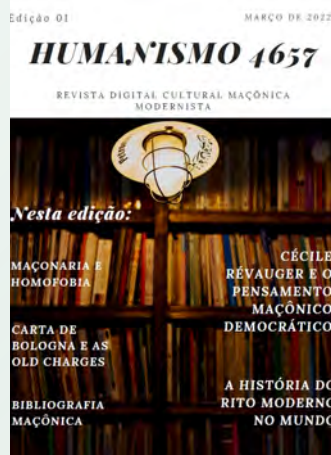 Edição 01
MARÇO DE 2022
HUMANISMO 4657
REVISTA DIGITAL CULTURAL MAÇÔNICA
MODERNISTA
Nesta edição:
MAÇONARIA E
HOMOFOBIA
CARTA DE
BOLOGNA E AS
OLD CHARGES
BIBLIOGRAFIA
MAÇÔNICA
CÉCILE
RÉVAUGER E O
PENSAMENTO
MAÇÔNICO
DEMOCRÁTICO
A HISTÓRIA DO
RITO MODERNO
NO MUNDO